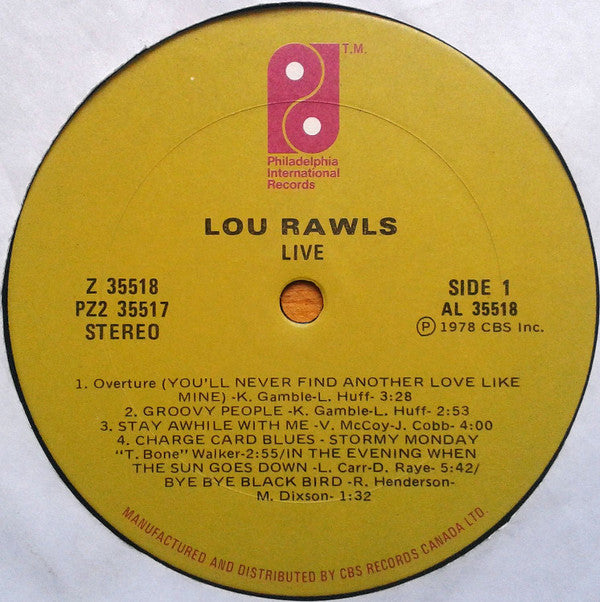 T.M.
Philadelphia
International
Records
LOU RAWLS
LIVE
Z 35518
PZ2 35517
STEREO
SIDE 1
AL 35518
Ⓟ 1978 CBS Inc.
1. Overture (YOU'LL NEVER FIND ANOTHER LOVE LIKE
MINE) -K. Gamble-L. Huff- 3:28
2. GROOVY PEOPLE -K. Gamble-L. Huff- 2:53
3. STAY AWHILE WITH ME -V. McCoy-J. Cobb- 4:00
4. CHARGE CARD BLUES - STORMY MONDAY
"T. Bone" Walker-2:55/IN THE EVENING WHEN
THE SUN GOES DOWN -L. Carr-D. Raye- 5:42/
BYE BYE BLACK BIRD -R. Henderson-
M. Dixson- 1:32
MANUFACTURED AND DISTRIBUTED BY CBS RECORDS CANADA LTD